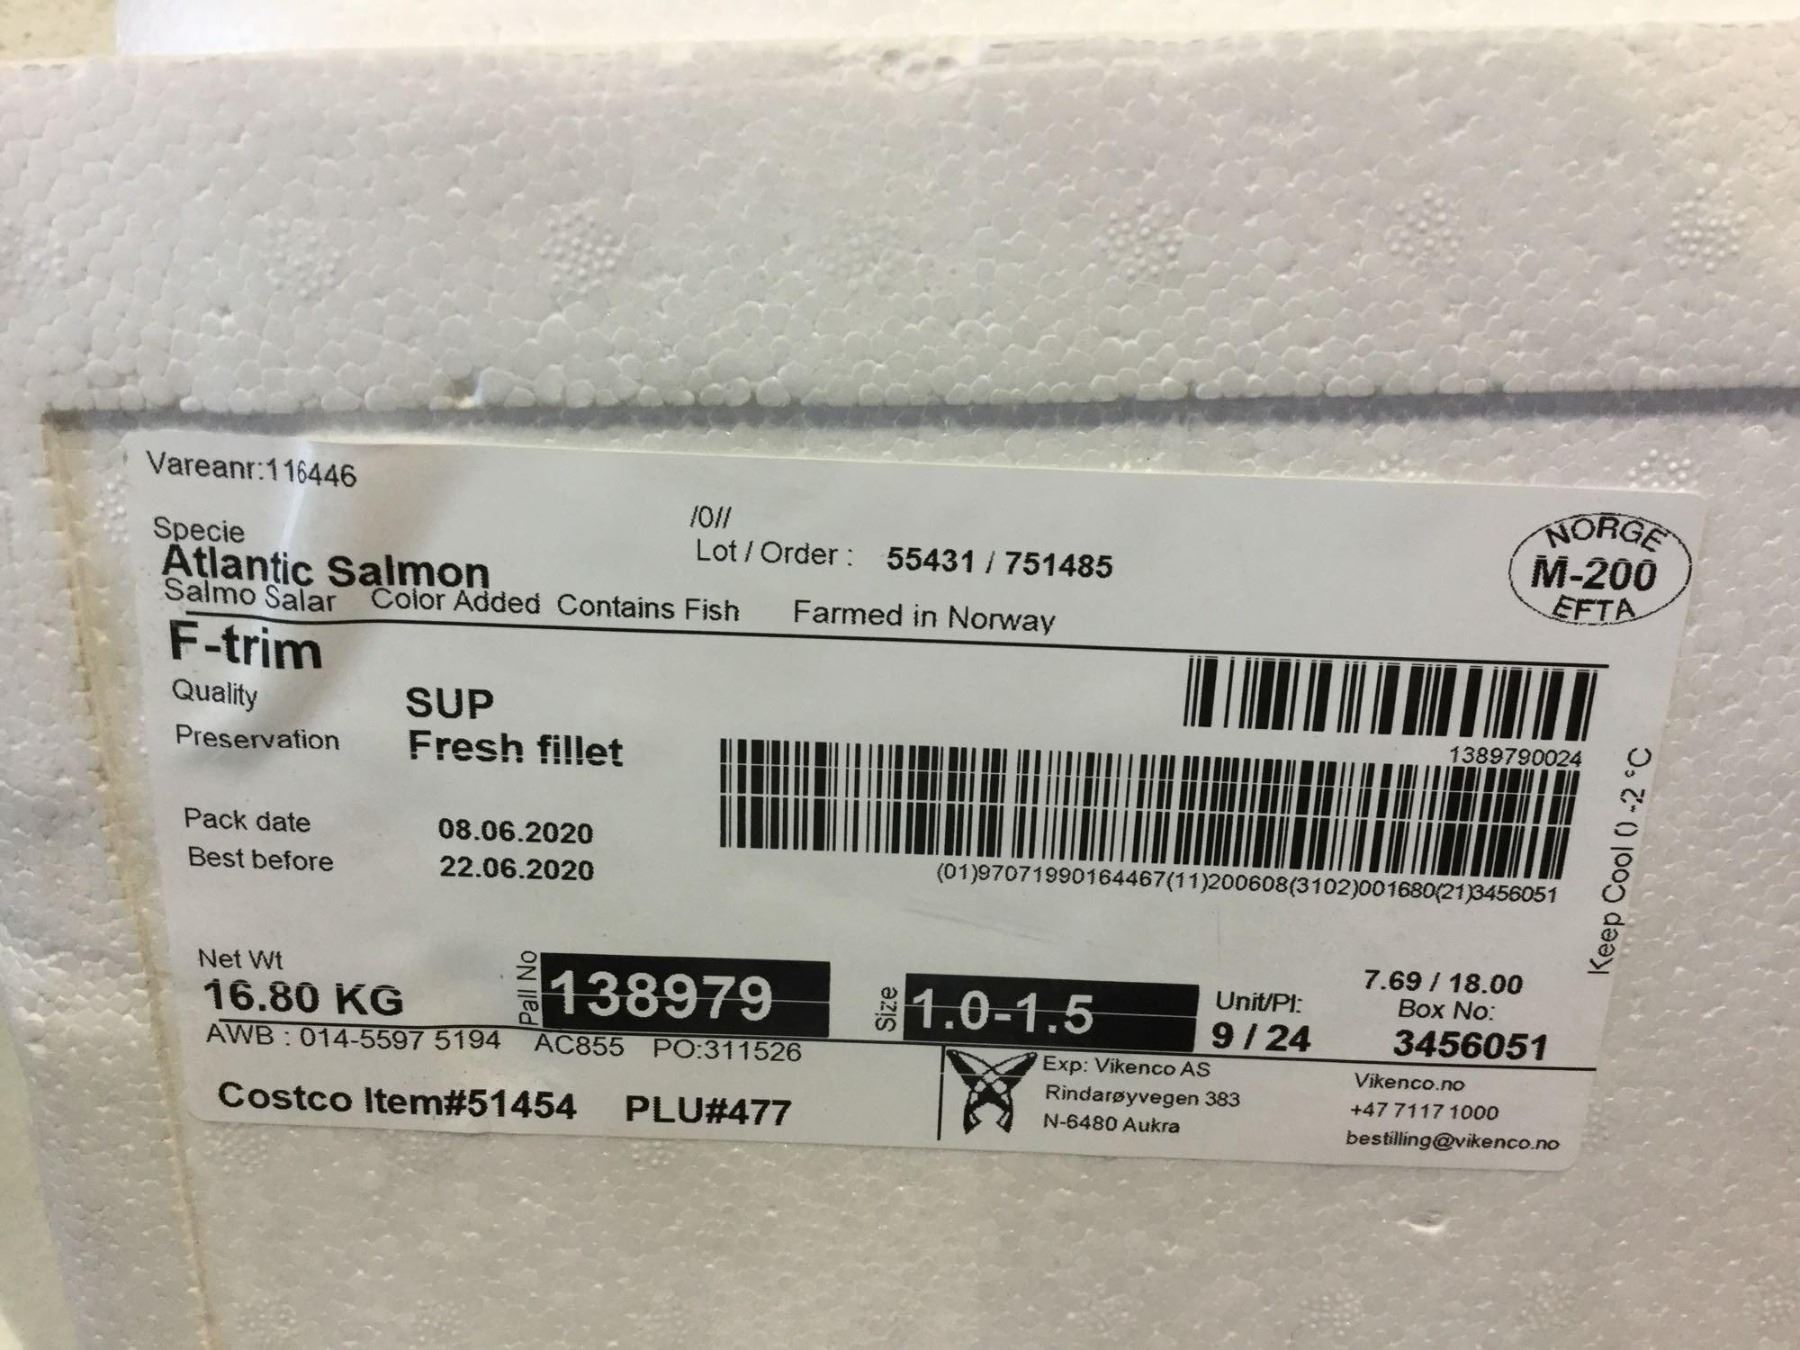 Vareanr:116446
/0//
Specie
Lot / Order : 55431 / 751485
NORGE
M-200
EFTA
Atlantic Salmon
Salmo Salar Color Added Contains Fish Farmed in Norway
F-trim
Quality SUP
Preservation Fresh fillet
1389790024
Pack date 08.06.2020
Best before 22.06.2020
(01)97071990164467(11)200608(3102)001680(21)3456051
Keep Cool 0 -2 °C
Net Wt
16.80 KG
Pall No 138979
Size 1.0-1.5
Unit/Pl:
9 / 24
7.69 / 18.00
Box No:
3456051
AWB : 014-5597 5194 AC855 PO:311526
Costco Item#51454 PLU#477
Exp: Vikenco AS
Rindarøyvegen 383
N-6480 Aukra
Vikenco.no
+47 7117 1000
bestilling@vikenco.no